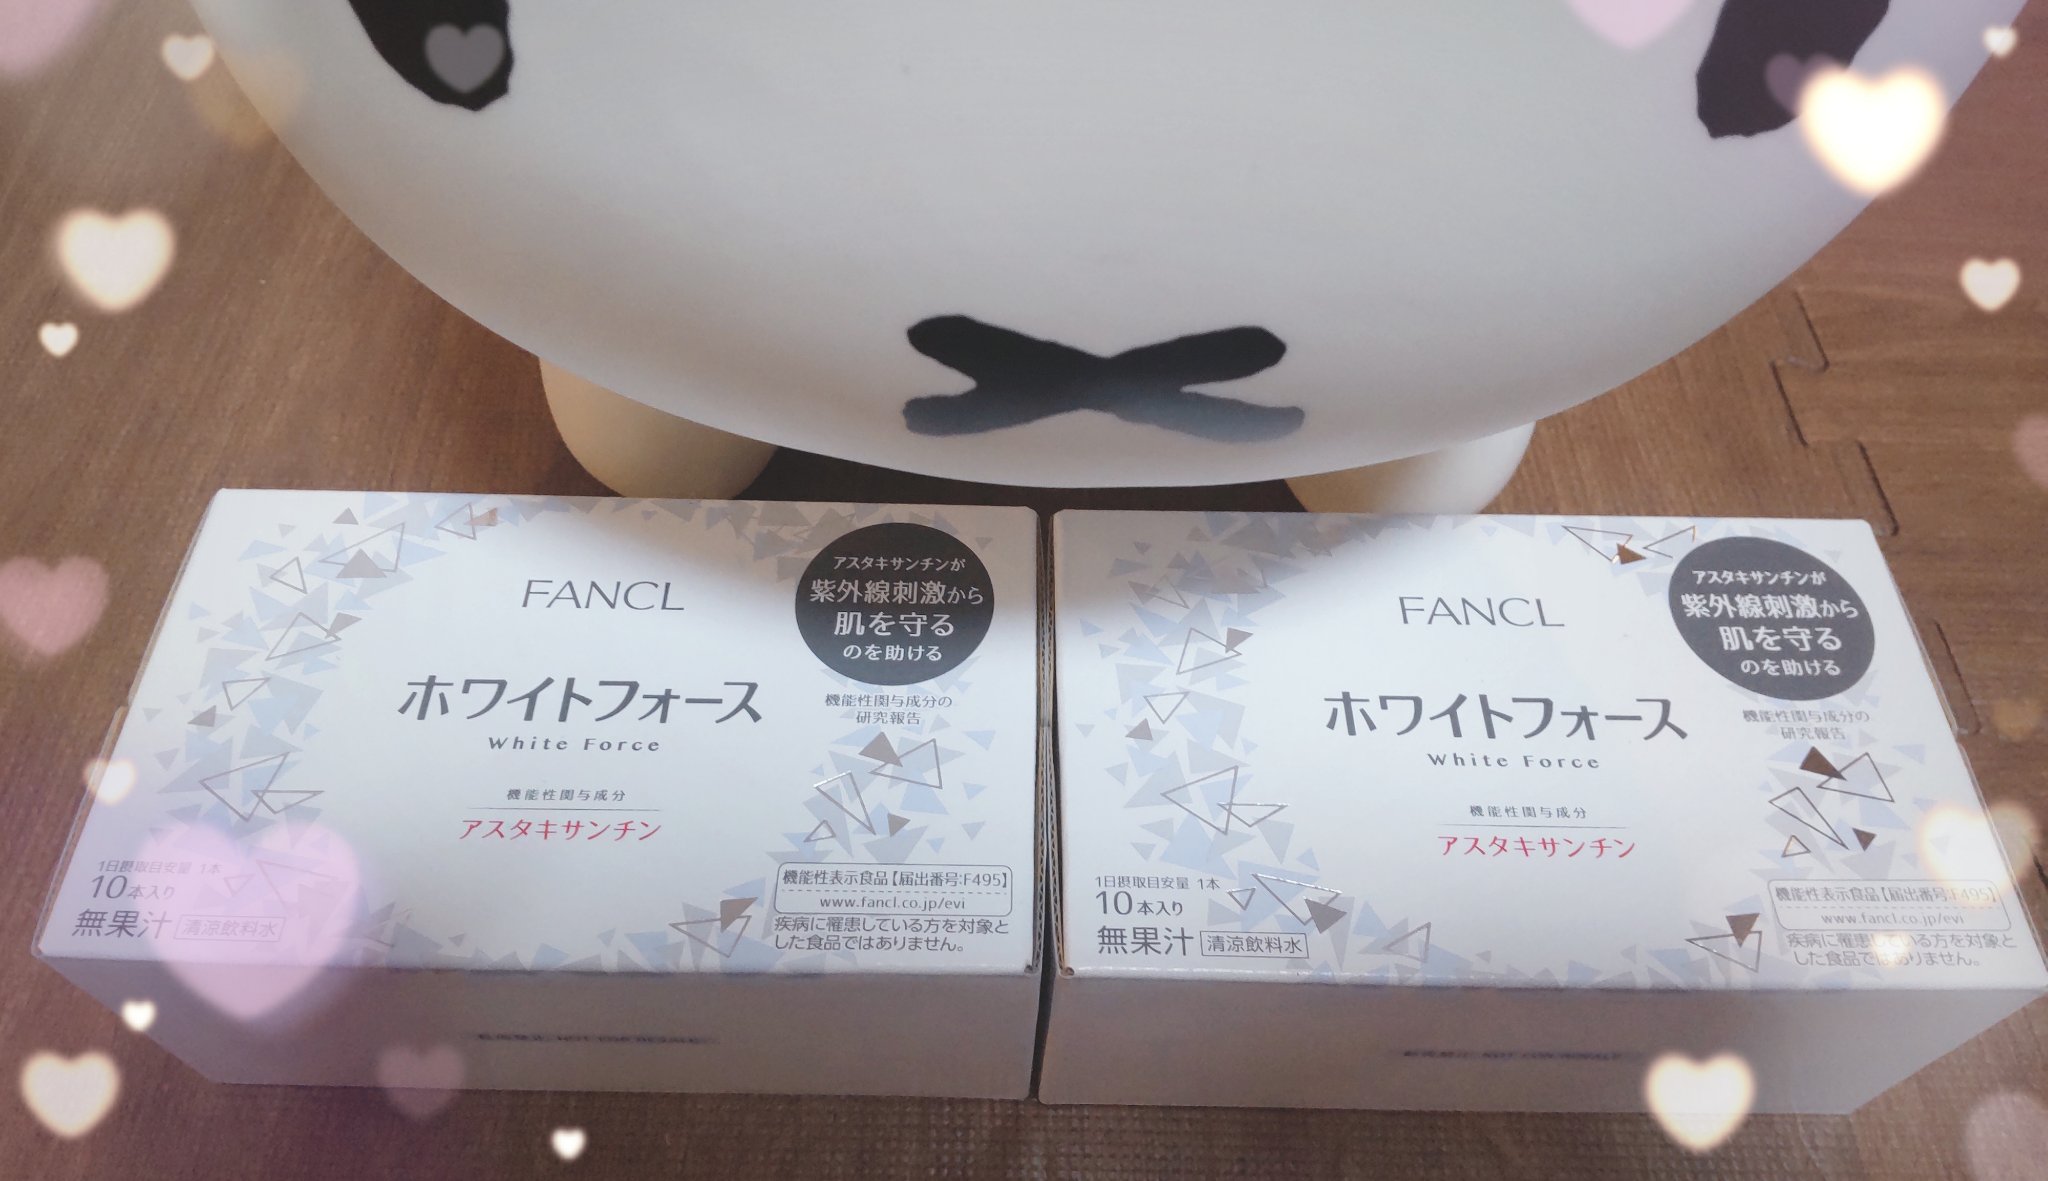 FANCL
アスタキサンチンが
紫外線刺激から
肌を守る
のを助ける
機能性関与成分の
研究報告
ホワイトフォース
White Force
機能性関与成分
アスタキサンチン
1日摂取目安量 1本
10本入り
無果汁 清涼飲料水
機能性表示食品【届出番号:F495】
www.fancl.co.jp/evi
疾病に罹患している方を対象と
した食品ではありません。
FANCL
アスタキサンチンが
紫外線刺激から
肌を守る
のを助ける
機能性関与成分の
研究報告
ホワイトフォース
White Force
機能性関与成分
アスタキサンチン
1日摂取目安量 1本
10本入り
無果汁 清涼飲料水
機能性表示食品【届出番号:F495】
www.fancl.co.jp/evi
疾病に罹患している方を対象と
した食品ではありません。